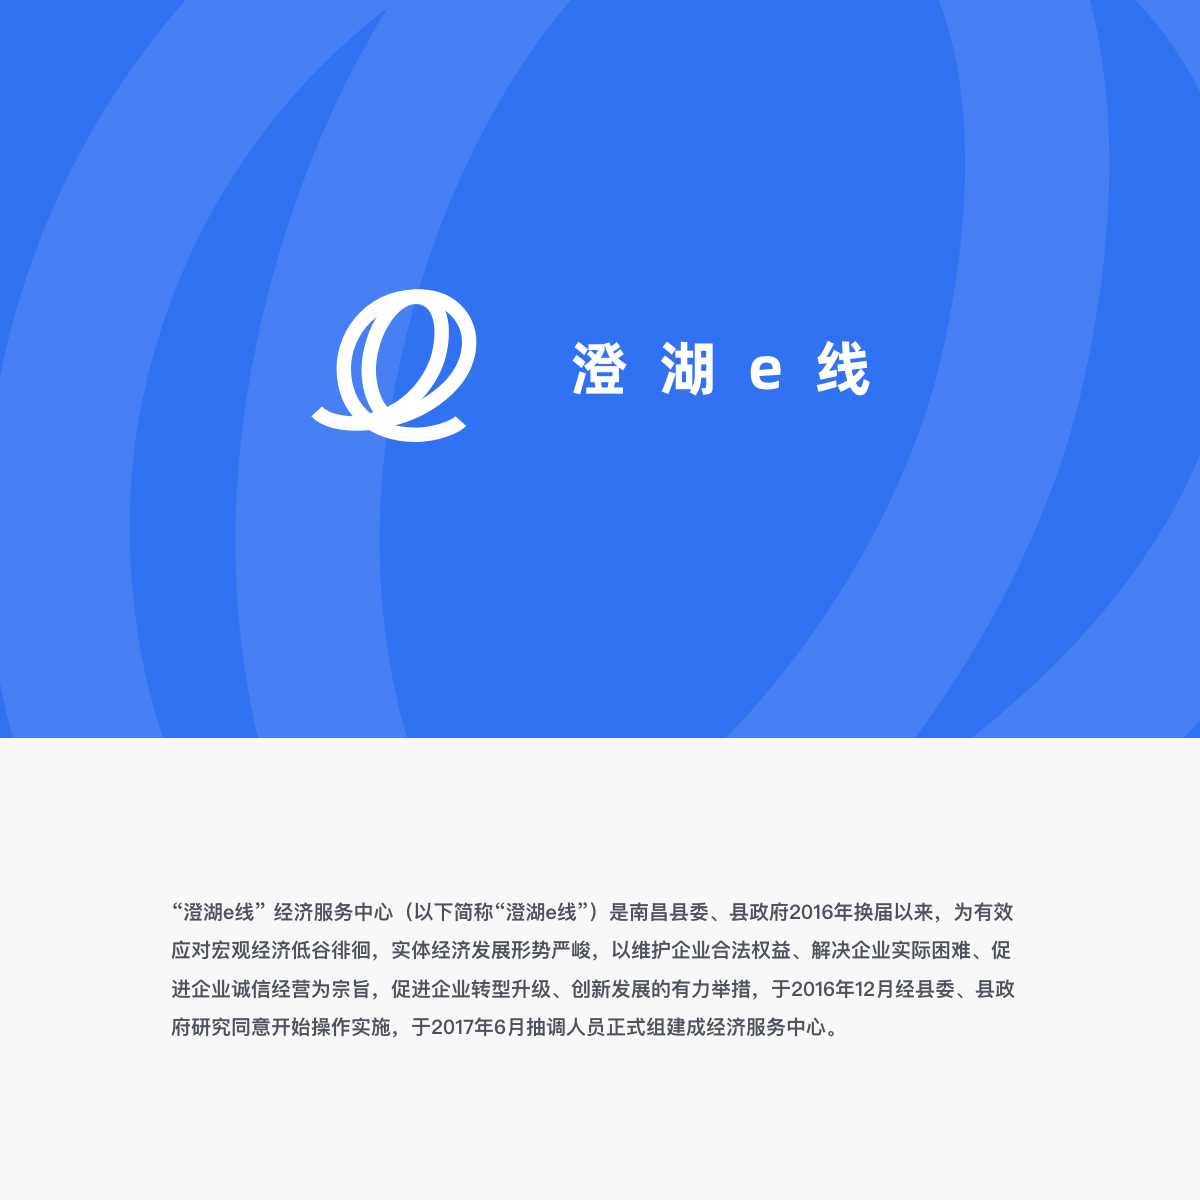 澄湖e线
“澄湖e线” 经济服务中心（以下简称“澄湖e线”）是南昌县委、县政府2016年换届以来，为有效
应对宏观经济低谷徘徊，实体经济发展形势严峻，以维护企业合法权益、解决企业实际困难、促
进企业诚信经营为宗旨，促进企业转型升级、创新发展的有力举措，于2016年12月经县委、县政
府研究同意开始操作实施，于2017年6月抽调人员正式组建成经济服务中心。